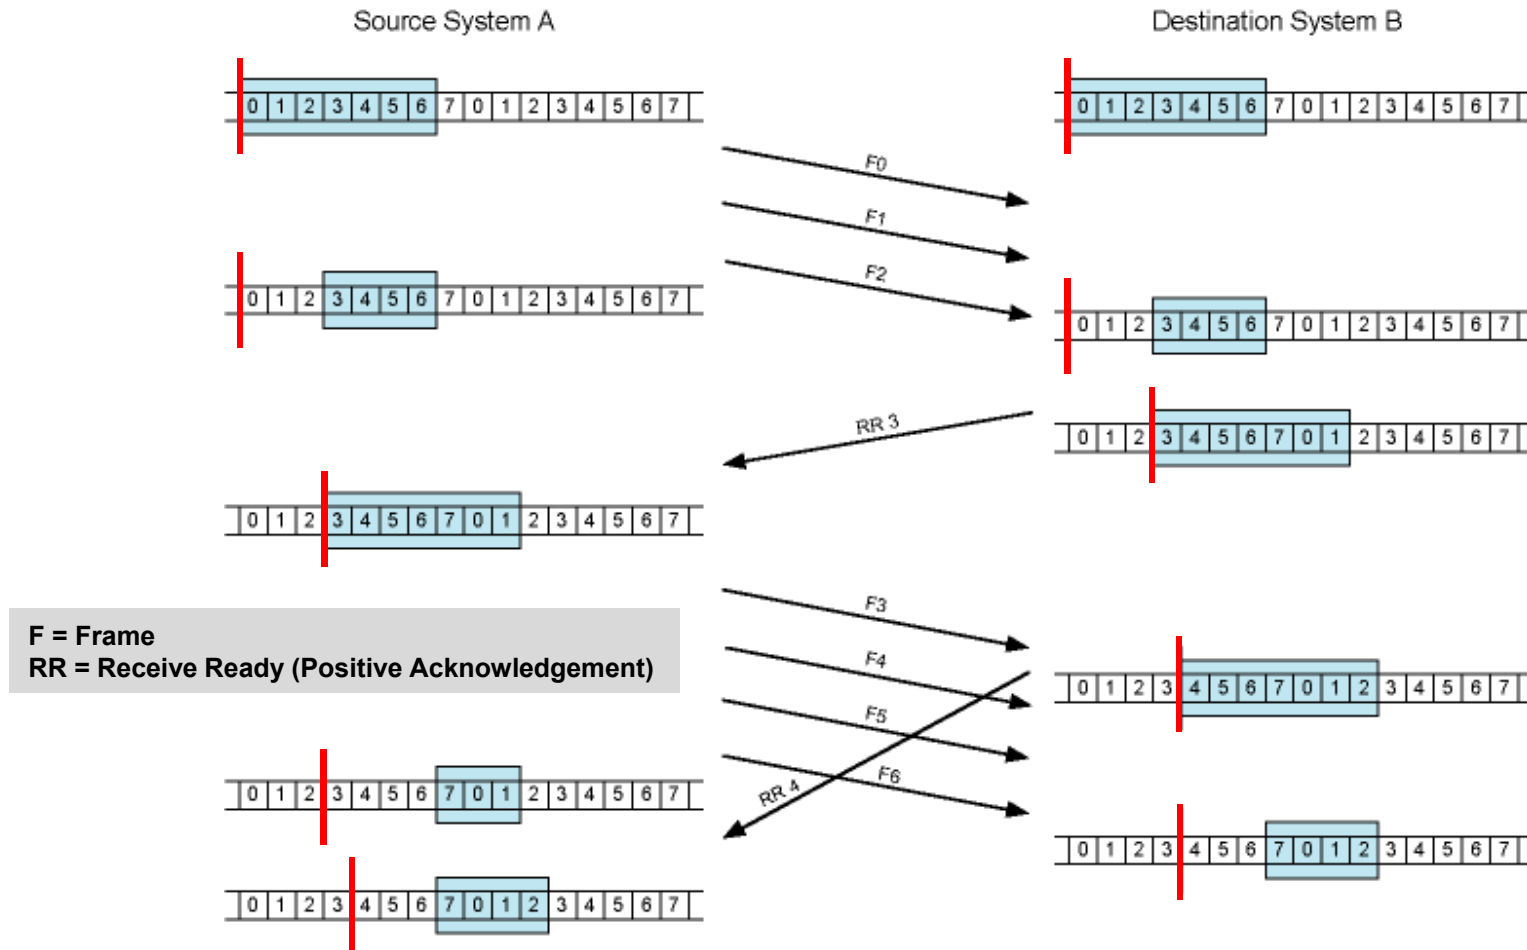 Source System A
Destination System B
0 1 2 3 4 5 6 7 0 1 2 3 4 5 6 7
0 1 2 3 4 5 6 7 0 1 2 3 4 5 6 7
F0
F1
F2
0 1 2 3 4 5 6 7 0 1 2 3 4 5 6 7
0 1 2 3 4 5 6 7 0 1 2 3 4 5 6 7
RR 3
0 1 2 3 4 5 6 7 0 1 2 3 4 5 6 7
0 1 2 3 4 5 6 7 0 1 2 3 4 5 6 7
F3
F = Frame
RR = Receive Ready (Positive Acknowledgement)
F4
0 1 2 3 4 5 6 7 0 1 2 3 4 5 6 7
F5
F6
RR 4
0 1 2 3 4 5 6 7 0 1 2 3 4 5 6 7
0 1 2 3 4 5 6 7 0 1 2 3 4 5 6 7
0 1 2 3 4 5 6 7 0 1 2 3 4 5 6 7